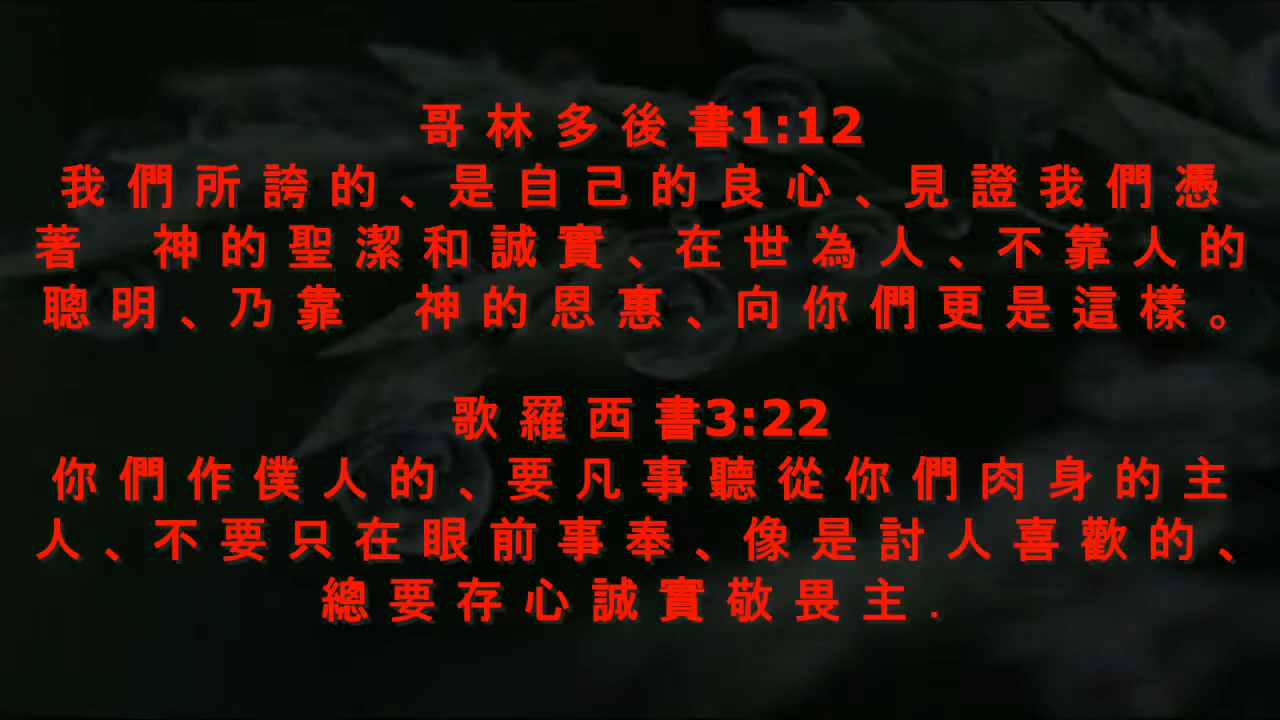 哥林多後書1:12
我們所誇的、是自己的良心、見證我們憑
著　神的聖潔和誠實、在世為人、不靠人的
聰明、乃靠　神的恩惠、向你們更是這樣。
歌羅西書3:22
你們作僕人的、要凡事聽從你們肉身的主
人、不要只在眼前事奉、像是討人喜歡的、
總要存心誠實敬畏主.